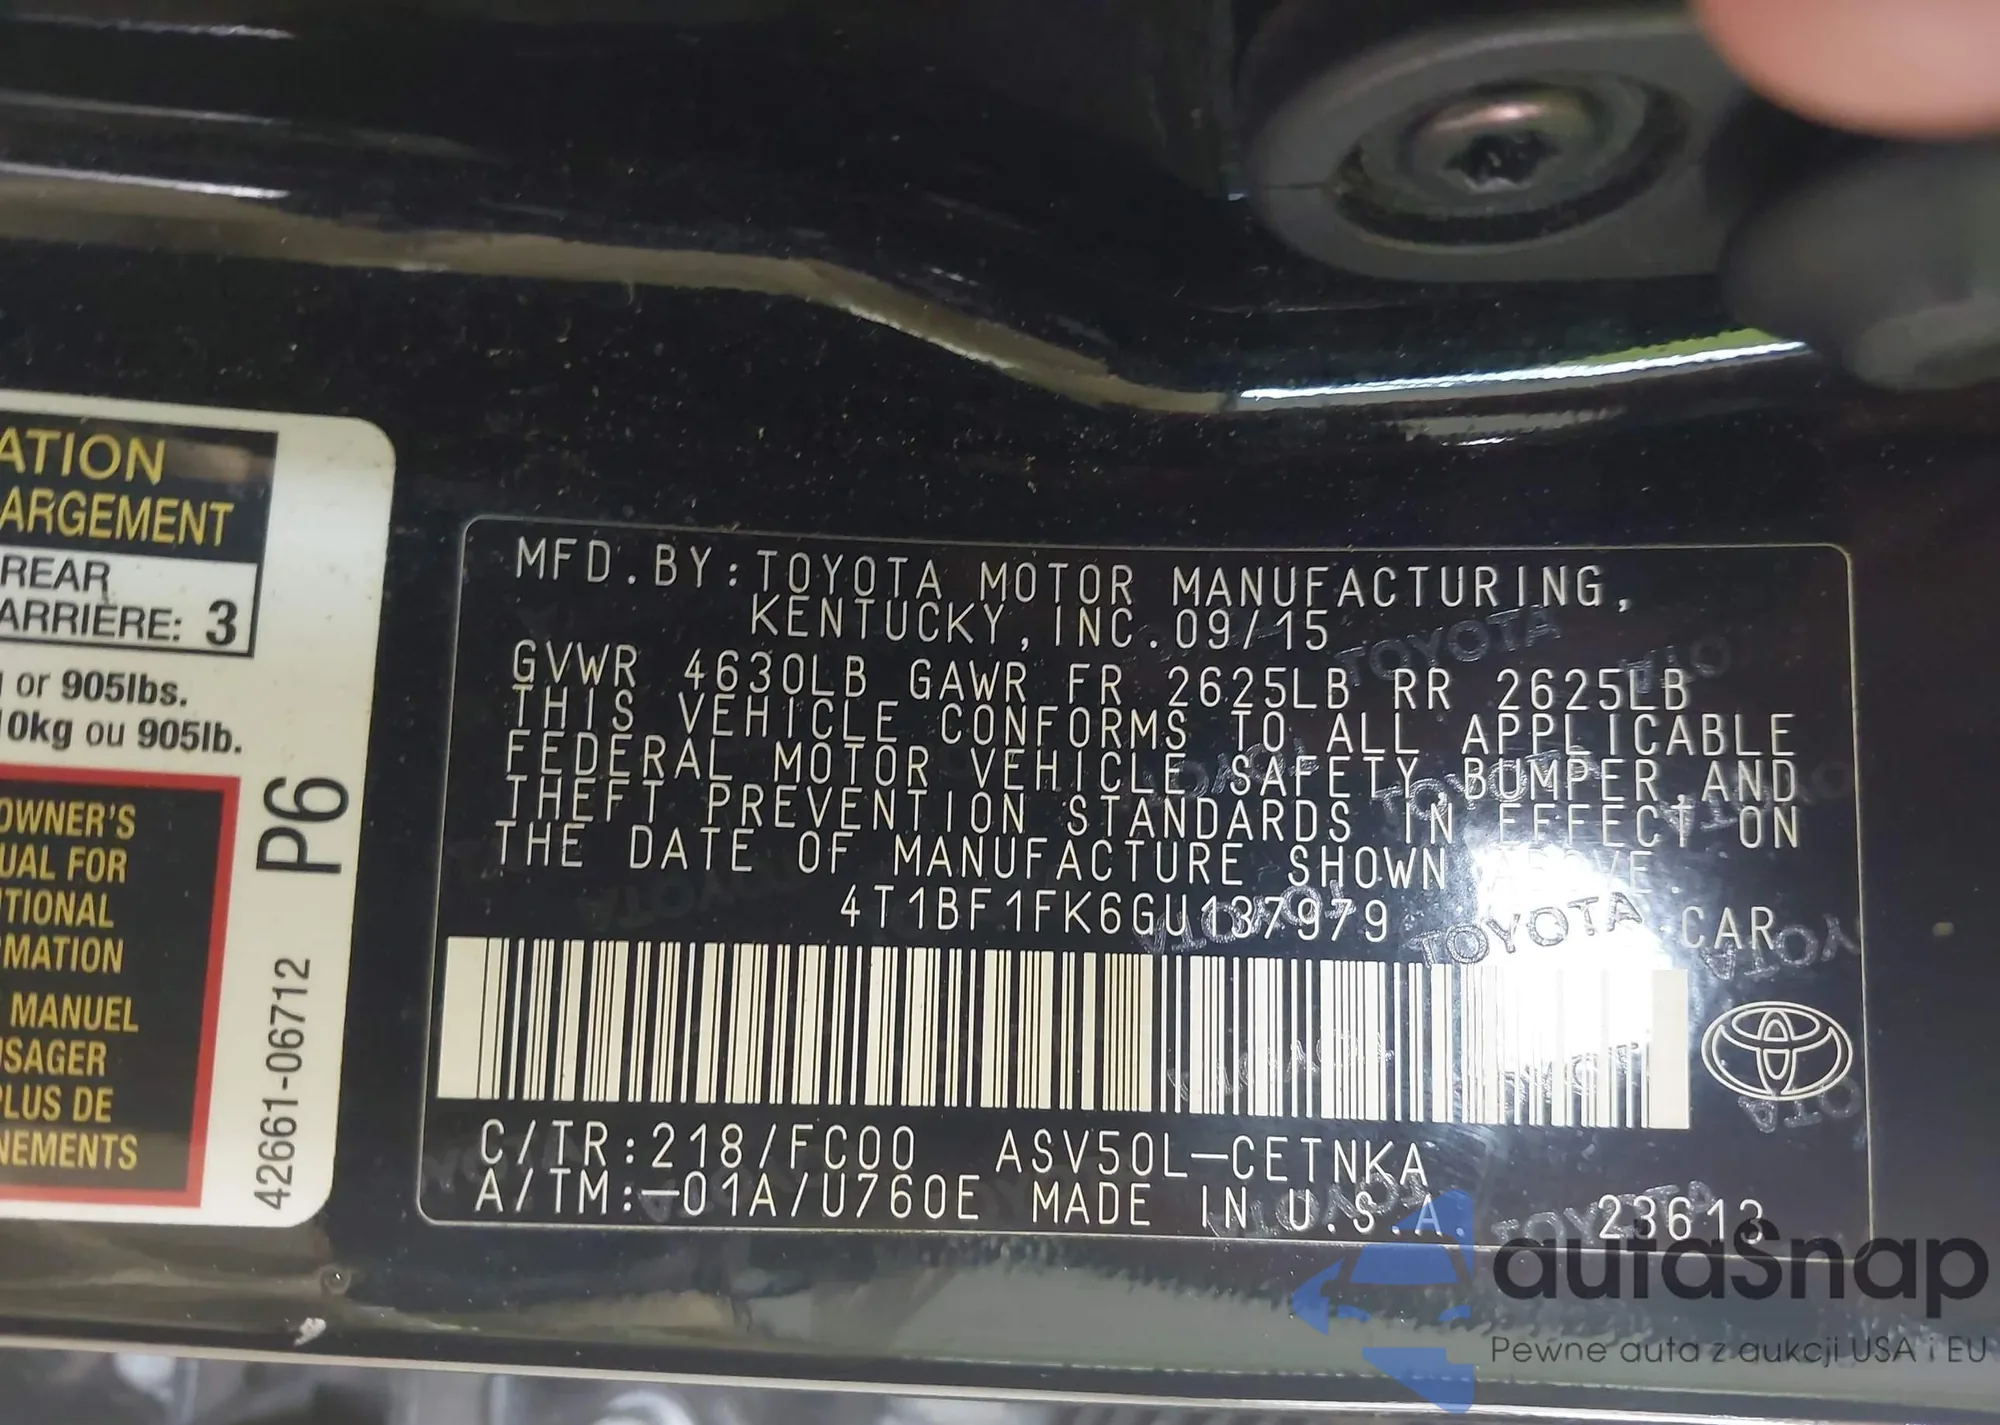 ATION
ARGEMENT
REAR
ARRIÈRE: 3
or 905lbs.
10kg ou 905lb.
OWNER'S
UAL FOR
TIONAL
RMATION
MANUEL
USAGER
PLUS DE
NEMENTS
P6
42661-06712
MFD.BY:TOYOTA MOTOR MANUFACTURING,
KENTUCKY,INC.09/15
GVWR 4630LB GAWR FR 2625LB RR 2625LB
THIS VEHICLE CONFORMS TO ALL APPLICABLE
FEDERAL MOTOR VEHICLE SAFETY,BUMPER,AND
THEFT PREVENTION STANDARDS IN EFFECT ON
THE DATE OF MANUFACTURE SHOWN ABOVE.
4T1BF1FK6GU137979 CAR
C/TR:218/FC00 ASV50L-CETNKA
A/TM:-01A/U760E MADE IN U.S.A. 23613
TOYOTA
autasnap
Pewne auta z aukcji USA i EU